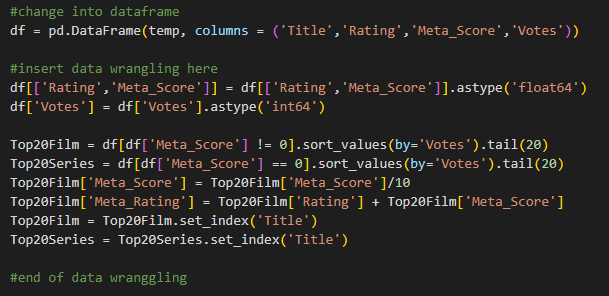 #change into dataframe
df = pd.DataFrame(temp, columns = ('Title','Rating','Meta_Score','Votes'))
#insert data wrangling here
df[['Rating','Meta_Score']] = df[['Rating','Meta_Score']].astype('float64')
df['Votes'] = df['Votes'].astype('int64')
Top20Film = df[df['Meta_Score'] != 0].sort_values(by='Votes').tail(20)
Top20Series = df[df['Meta_Score'] == 0].sort_values(by='Votes').tail(20)
Top20Film['Meta_Score'] = Top20Film['Meta_Score']/10
Top20Film['Meta_Rating'] = Top20Film['Rating'] + Top20Film['Meta_Score']
Top20Film = Top20Film.set_index('Title')
Top20Series = Top20Series.set_index('Title')
#end of data wranggling